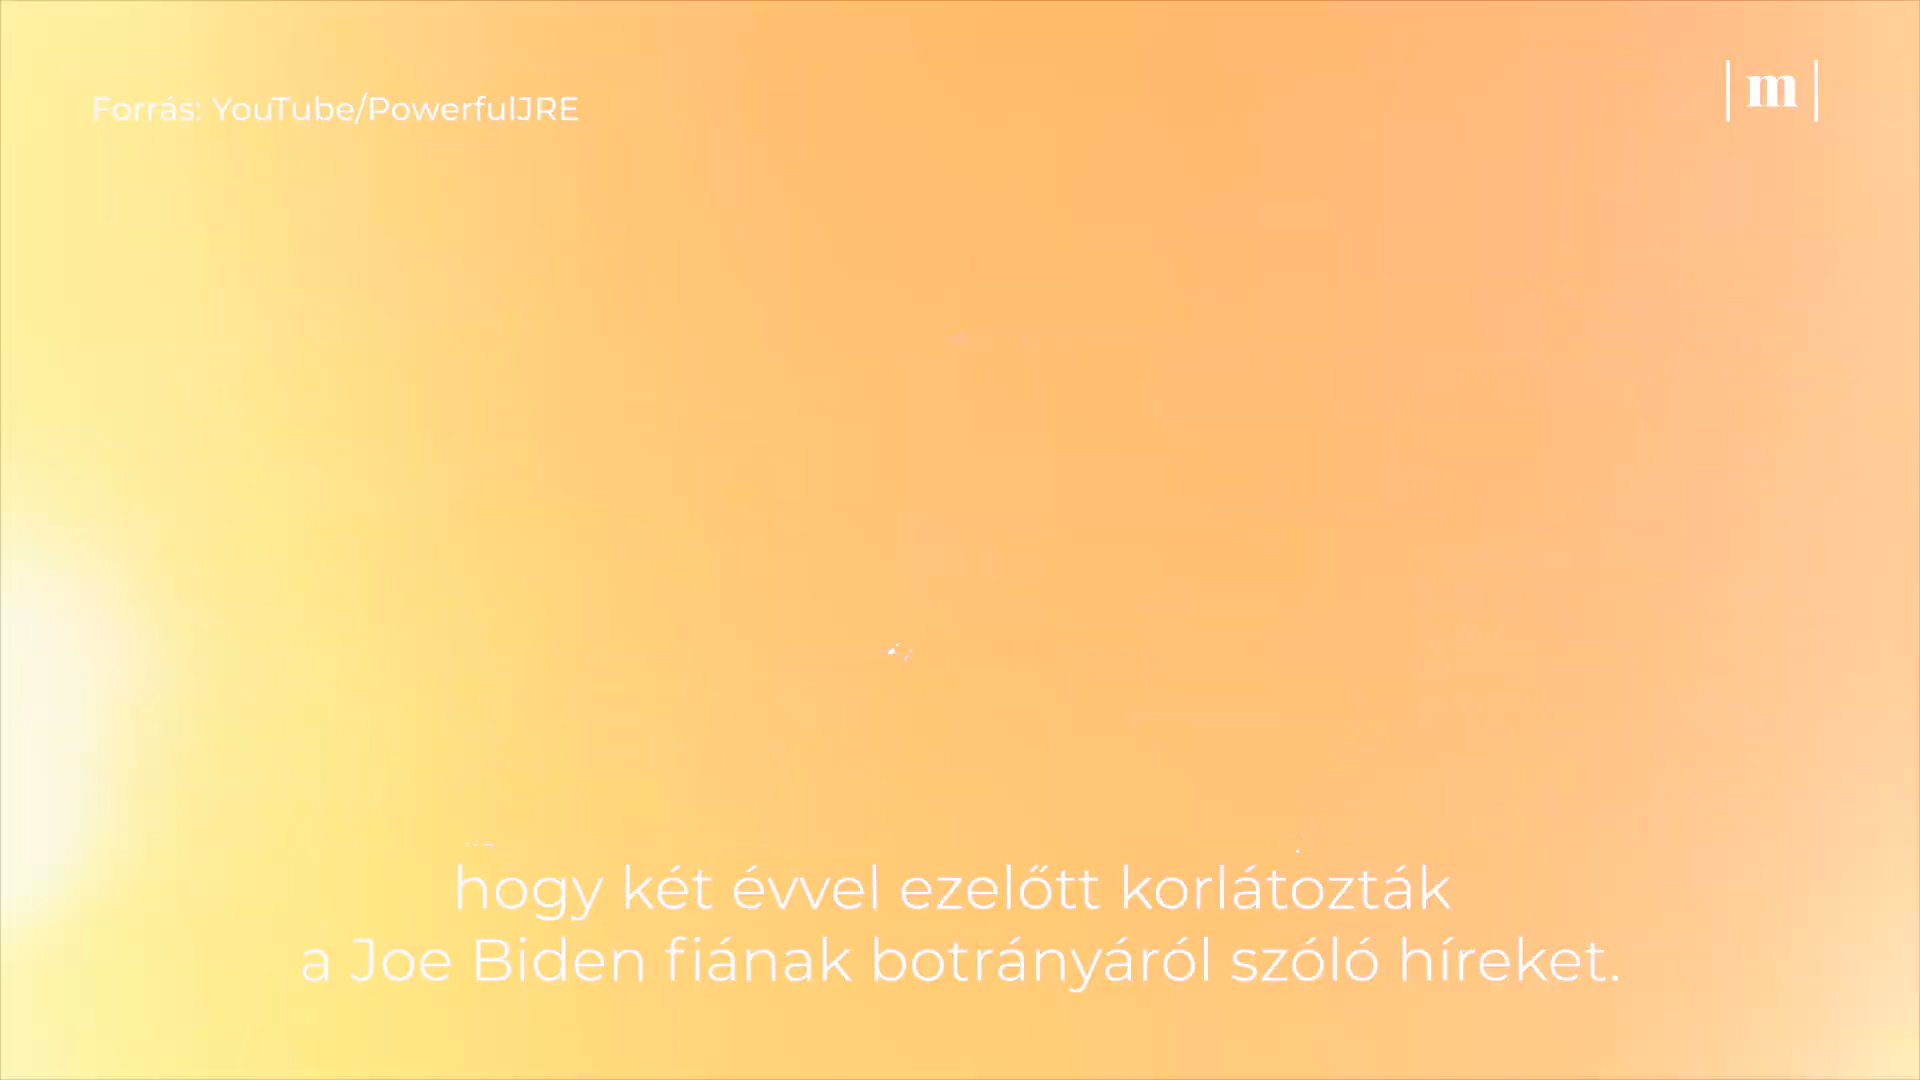 Forrás: YouTube/PowerfulJRE
|m|
hogy két évvel ezelőtt korlátozták
a Joe Biden fiának botrányáról szóló híreket.